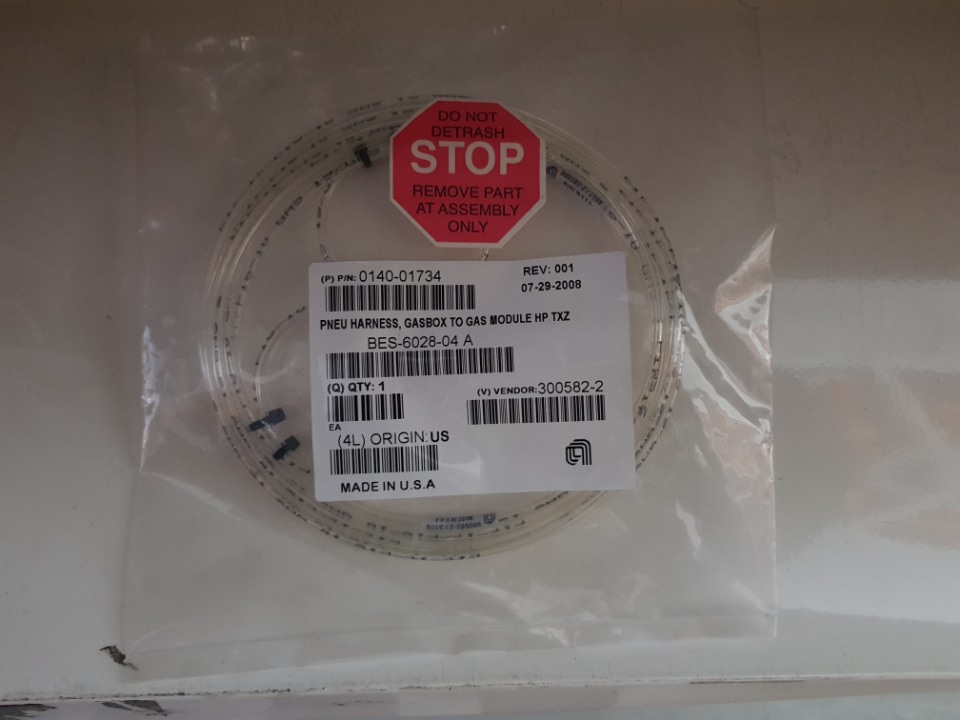 DO NOT
DETRASH
STOP
REMOVE PART
AT ASSEMBLY
ONLY
(P) P/N: 0140-01734
REV: 001
07-29-2008
PNEU HARNESS, GASBOX TO GAS MODULE HP TXZ
BES-6028-04 A
(Q) QTY: 1
(V) VENDOR: 300582-2
EA
(4L) ORIGIN: US
MADE IN U.S.A